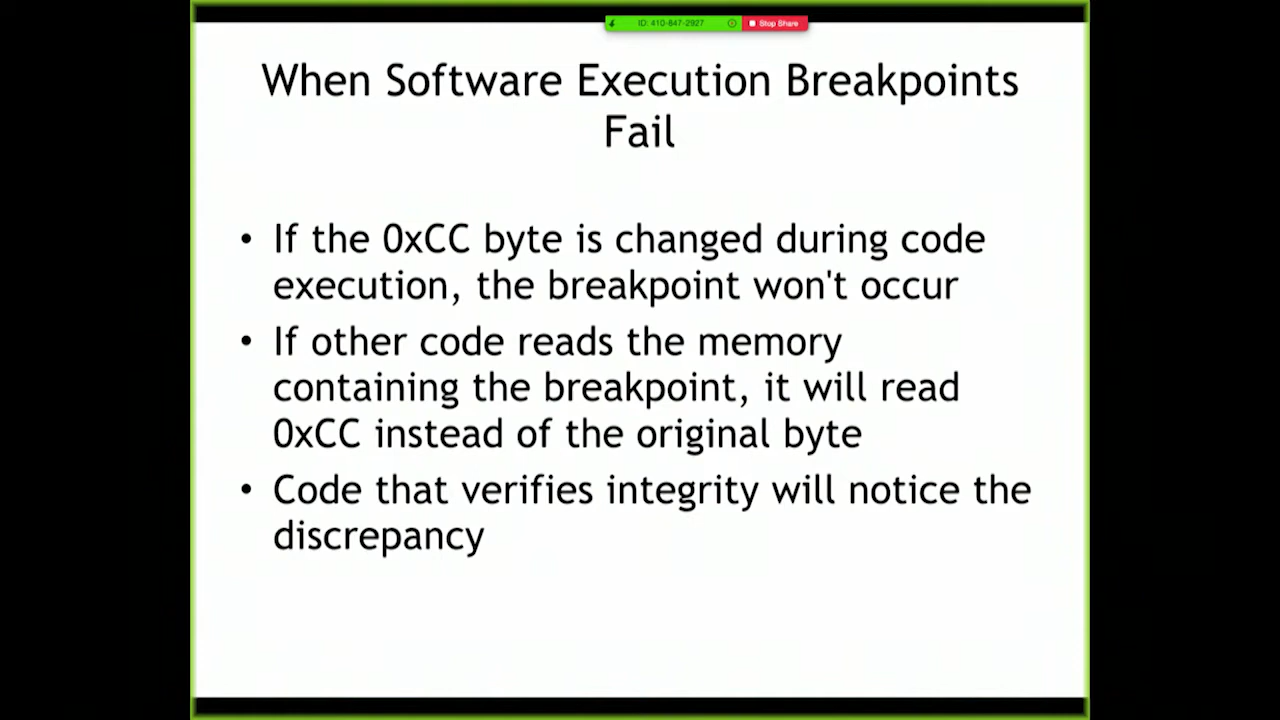 ID: 410-847-2927 Stop Share
When Software Execution Breakpoints
Fail
• If the 0xCC byte is changed during code
execution, the breakpoint won't occur
• If other code reads the memory
containing the breakpoint, it will read
0xCC instead of the original byte
• Code that verifies integrity will notice the
discrepancy